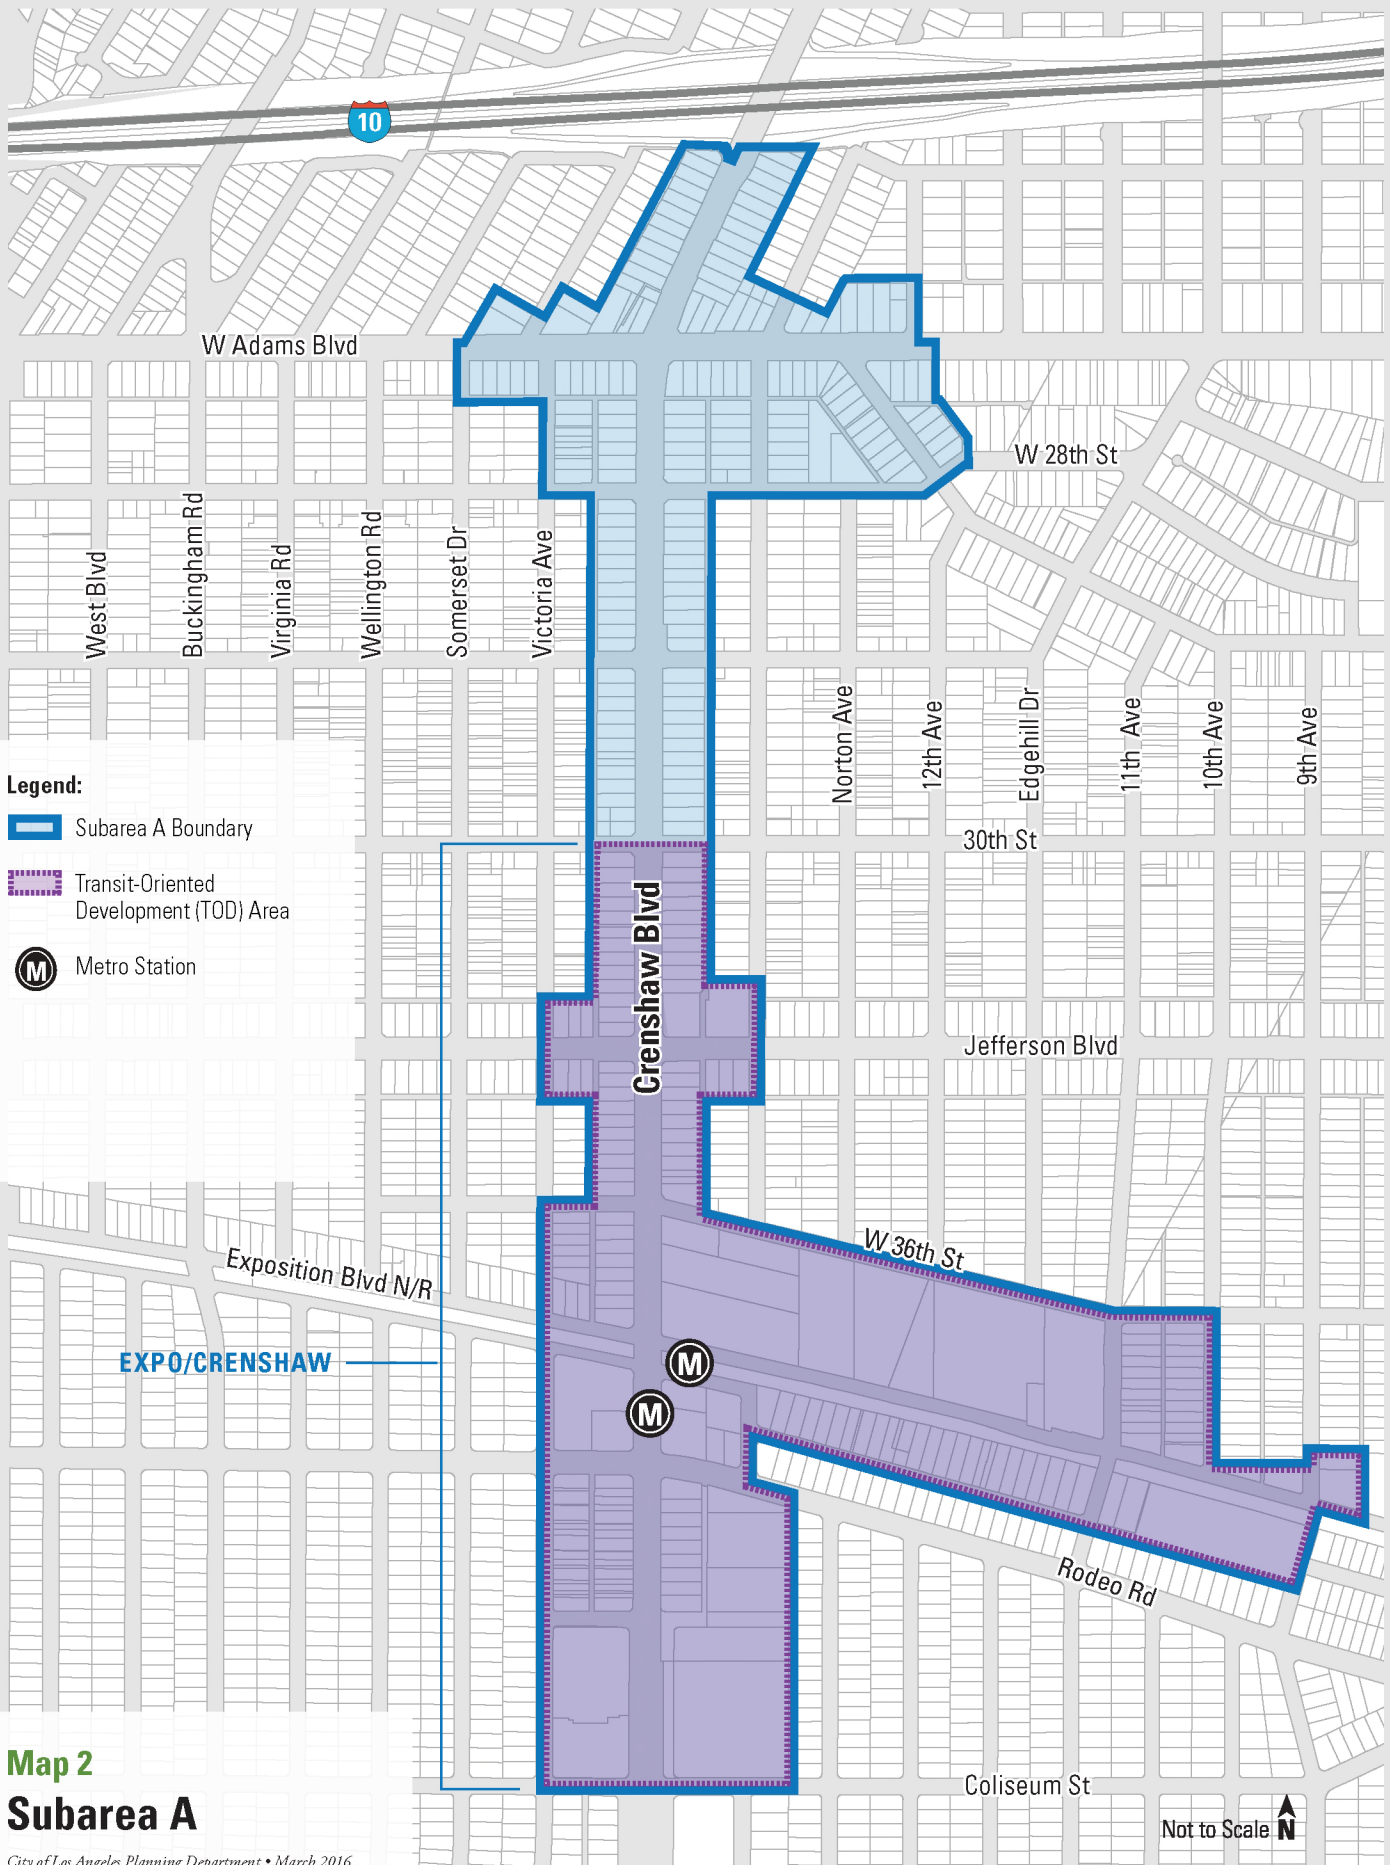 10
W Adams Blvd
W 28th St
West Blvd
Buckingham Rd
Virginia Rd
Wellington Rd
Somerset Dr
Victoria Ave
Norton Ave
12th Ave
Edgehill Dr
11th Ave
10th Ave
9th Ave
Legend:
Subarea A Boundary
Transit-Oriented
Development (TOD) Area
M
Metro Station
30th St
Crenshaw Blvd
Jefferson Blvd
W 36th St
Exposition Blvd N/R
EXPO/CRENSHAW
M
M
Rodeo Rd
Coliseum St
Map 2
Subarea A
Not to Scale N
City of Los Angeles Planning Department • March 2016